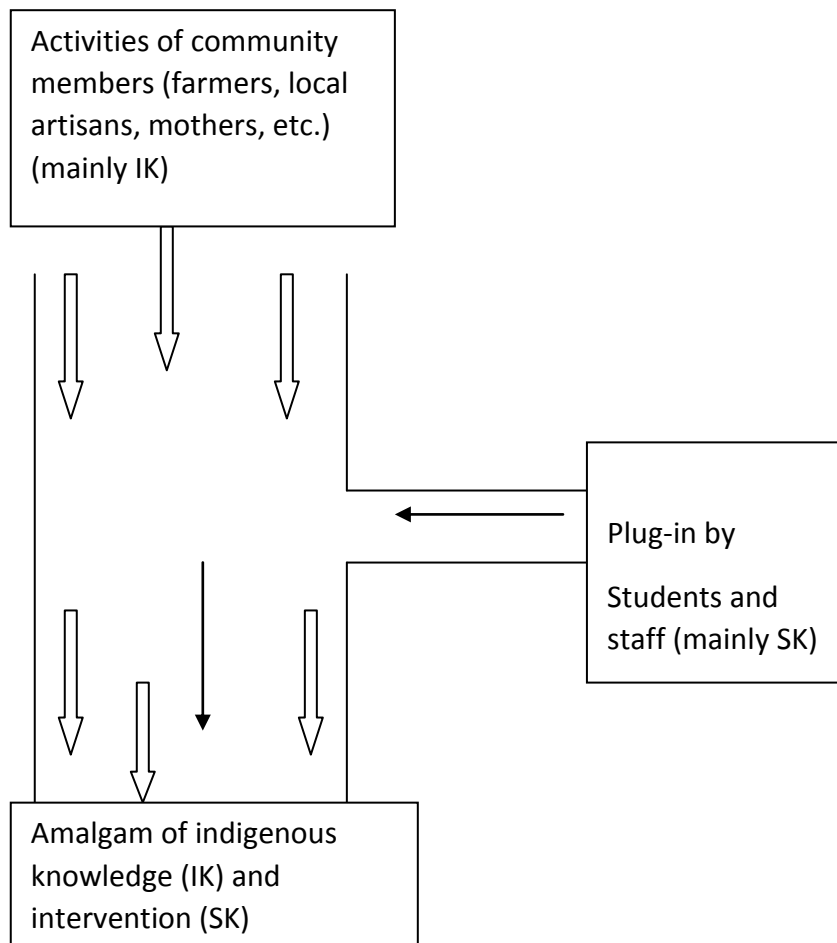 Activities of community
members (farmers, local
artisans, mothers, etc.)
(mainly IK)
Plug-in by
Students and
staff (mainly SK)
Amalgam of indigenous
knowledge (IK) and
intervention (SK)